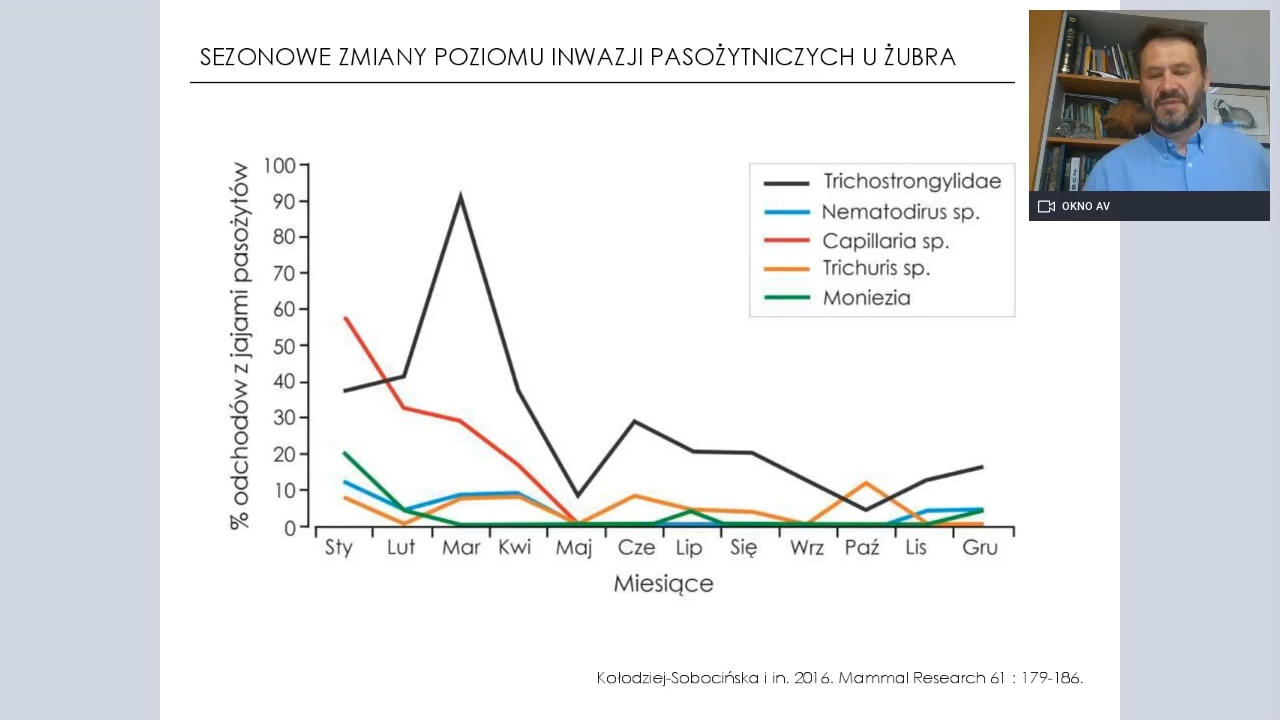 SEZONOWE ZMIANY POZIOMU INWAZJI PASOŻYTNICZYCH U ŻUBRA
OKNO AV
% odchodów z jajami pasożytów
100
90
80
70
60
50
40
30
20
10
0
Trichostrongylidae
Nematodirus sp.
Capillaria sp.
Trichuris sp.
Moniezia
Sty Lut Mar Kwi Maj Cze Lip Się Wrz Paź Lis Gru
Miesiące
Kołodziej-Sobocińska i in. 2016. Mammal Research 61 : 179-186.